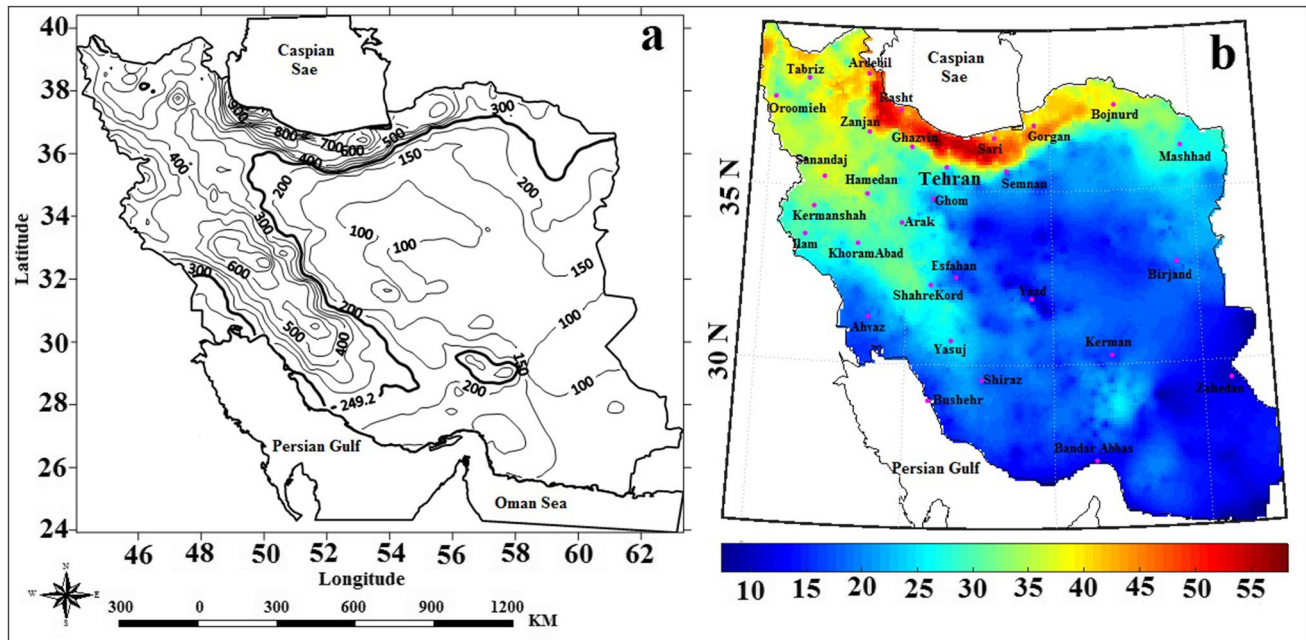 a
Caspian
Sae
40
38
36
34
32
30
28
26
24
Latitude
900
800
700
600
500
400
300
150
200
400
200
300
100
100
200
600
150
300
200
500
400
100
150
200
100
- 249.2
Persian Gulf
Oman Sea
46 48 50 52 54 56 58 60 62
Longitude
N
W E
S
300 0 300 600 900 1200
KM
b
Caspian
Sea
Tabriz
Ardebil
Oroomieh
Rasht
Zanjan
Ghazvin
Sari
Gorgan
Bojnurd
Mashhad
Sanandaj
Hamedan
Tehran
Semnan
Ghom
Kermanshah
Arak
Ilam
KhoramAbad
Esfahan
ShahreKord
Yazd
Birjand
Ahvaz
Yasuj
Kerman
Shiraz
Zahedan
Bushehr
Bandar Abbas
Persian Gulf
35 N
30 N
10 15 20 25 30 35 40 45 50 55